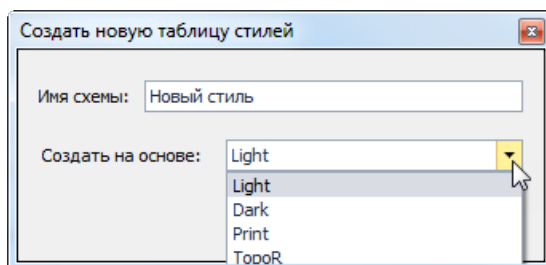 Создать новую таблицу стилей
Имя схемы: Новый стиль
Создать на основе: Light
Light
Dark
Print
TopoR